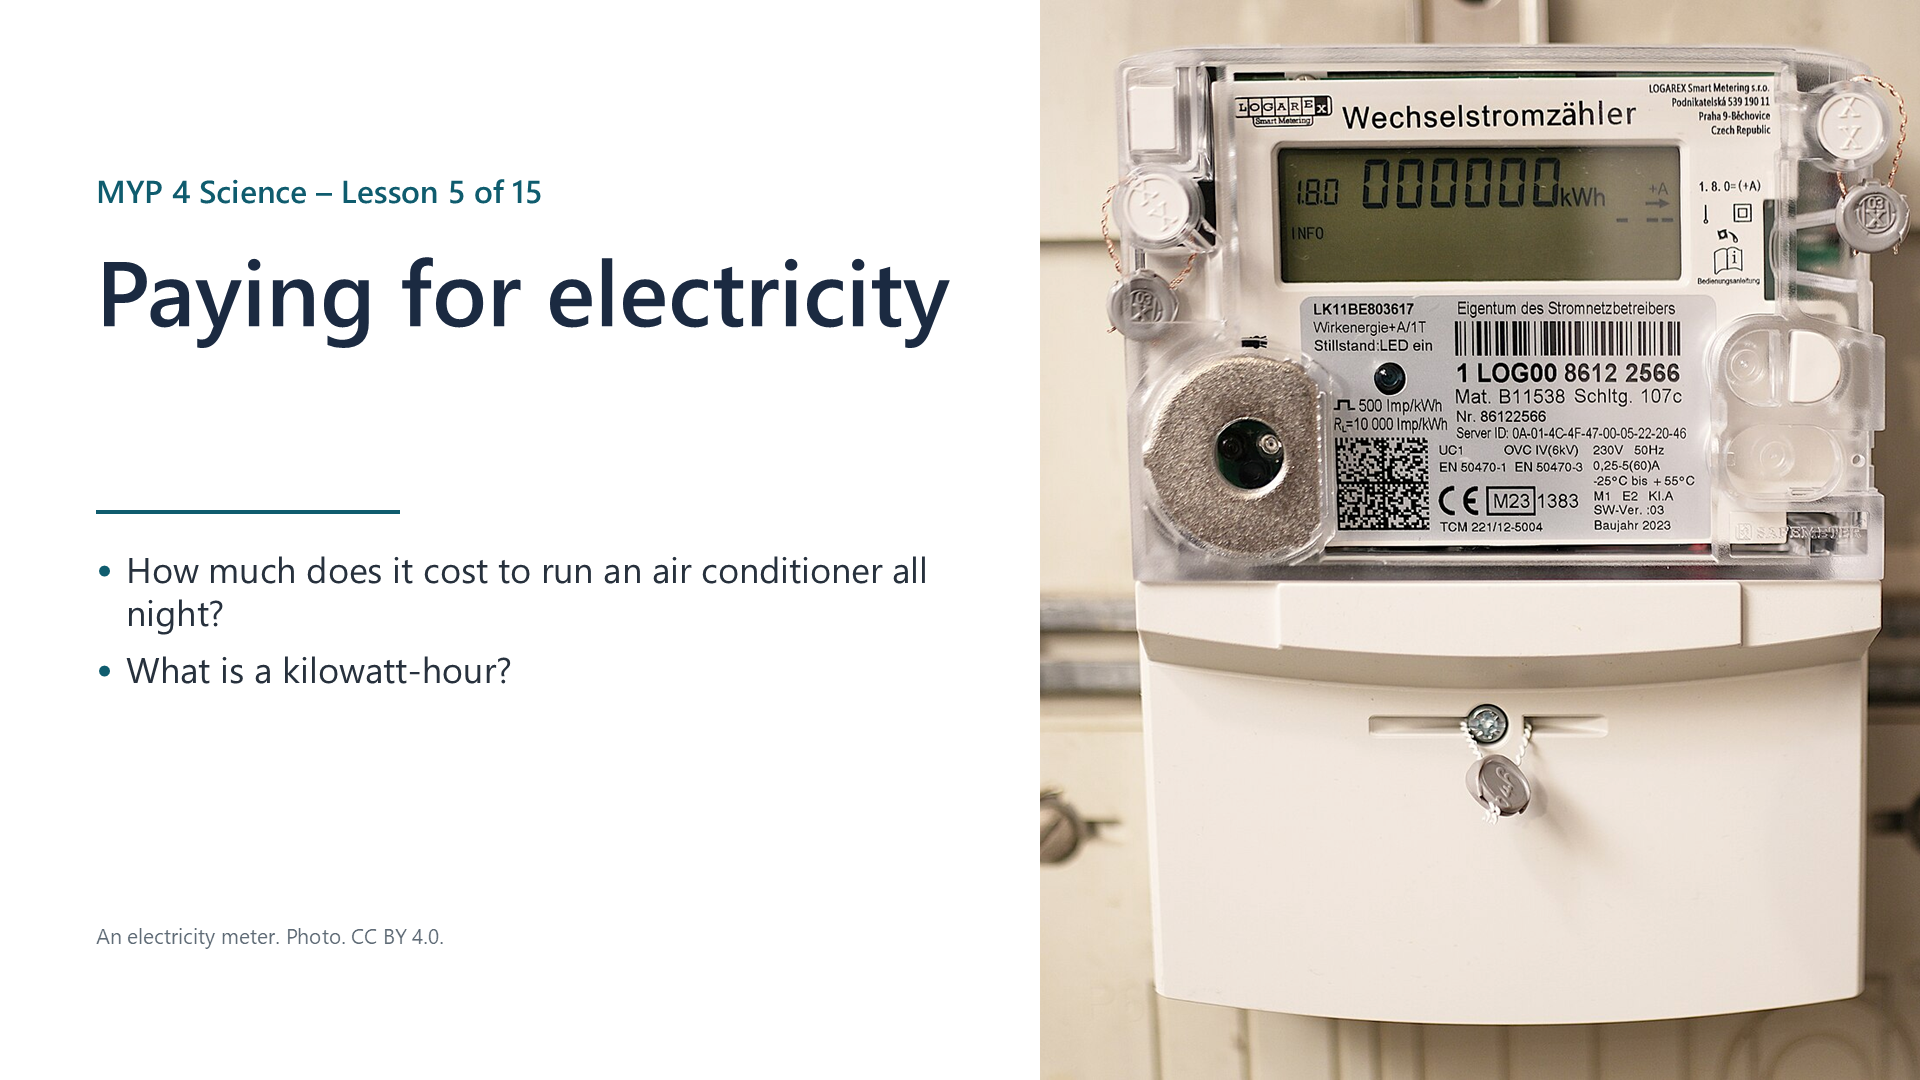 MYP 4 Science – Lesson 5 of 15
Paying for electricity
• How much does it cost to run an air conditioner all
night?
• What is a kilowatt-hour?
An electricity meter. Photo. CC BY 4.0.
LOGAREX
Smart Metering
Wechselstromzähler
LOGAREX Smart Metering s.r.o.
Podnikatelská 539 190 11
Praha 9-Běchovice
Czech Republic
1.8.0 000000 kWh
+A
INFO
1. 8. 0=(+A)
Bedienungsanleitung
LK11BE803617
Wirkenergie+A/1T
Stillstand:LED ein
Eigentum des Stromnetzbetreibers
1 LOG00 8612 2566
Mat. B11538 Schltg. 107c
Nr. 86122566
Server ID: 0A-01-4C-4F-47-00-05-22-20-46
500 Imp/kWh
RL=10 000 Imp/kWh
UC1 OVC IV(6kV) 230V 50Hz
EN 50470-1 EN 50470-3 0,25-5(60)A
-25°C bis +55°C
M1 E2 Kl.A
CE M23 1383
SW-Ver. :03
TCM 221/12-5004
Baujahr 2023